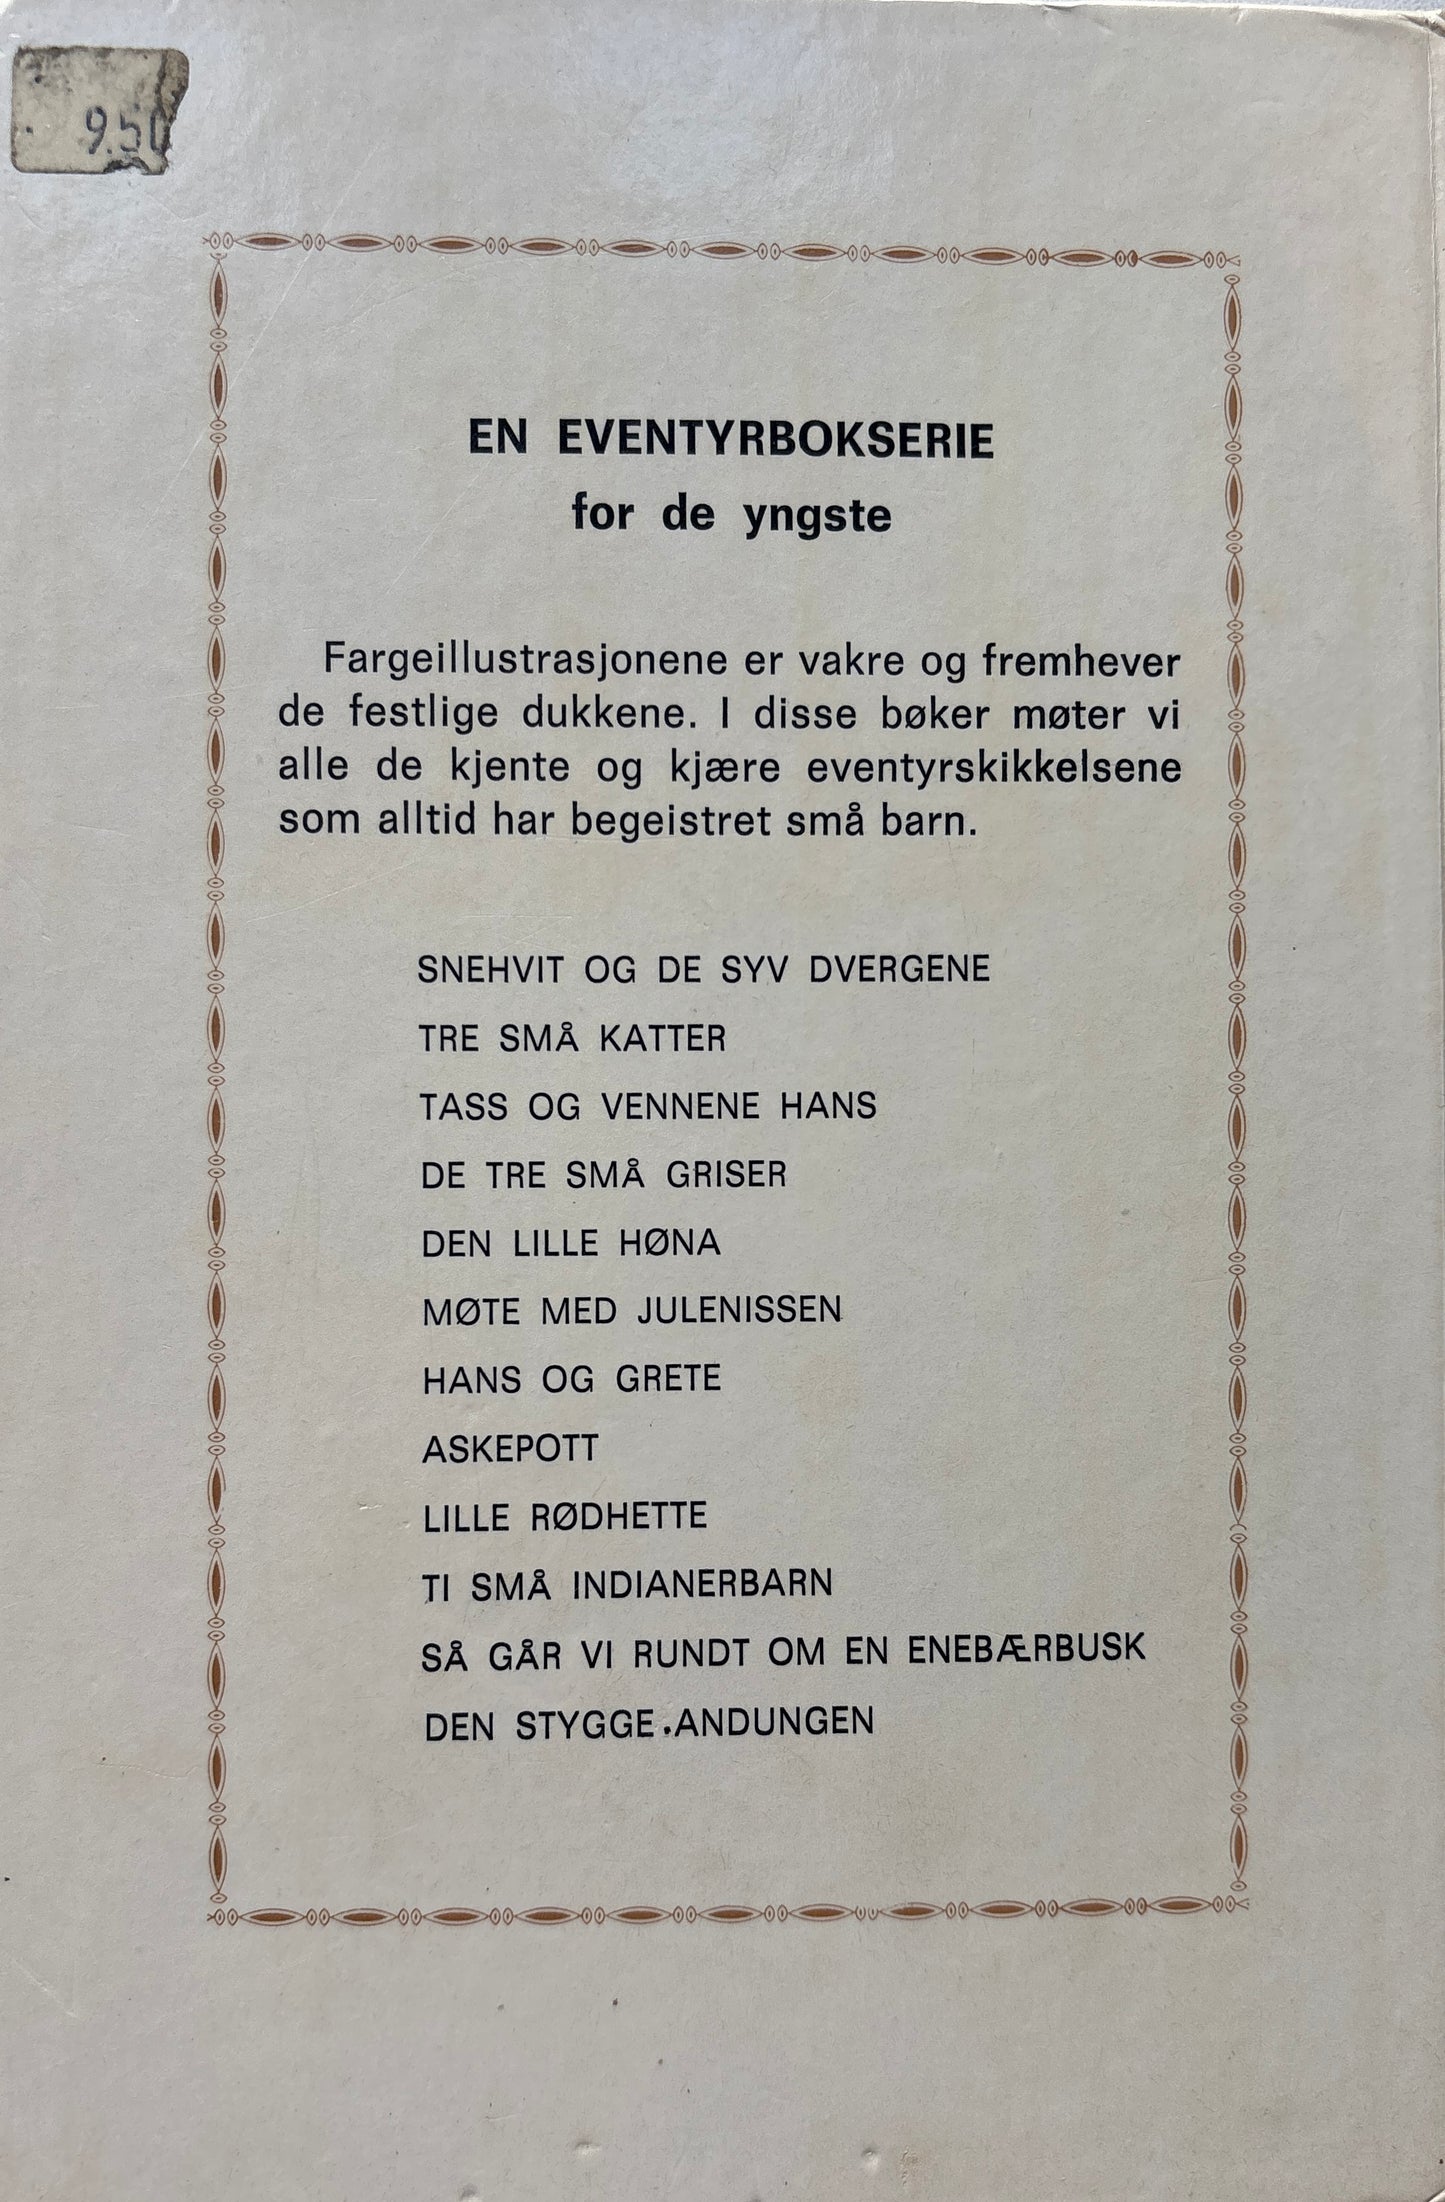 9.50
EN EVENTYRBOKSERIE
for de yngste
Fargeillustrasjonene er vakre og fremhever
de festlige dukkene. I disse bøker møter vi
alle de kjente og kjære eventyrskikkelsene
som alltid har begeistret små barn.
SNEHVIT OG DE SYV DVERGENE
TRE SMÅ KATTER
TASS OG VENNENE HANS
DE TRE SMÅ GRISER
DEN LILLE HØNA
MØTE MED JULENISSEN
HANS OG GRETE
ASKEPOTT
LILLE RØDHETTE
TI SMÅ INDIANERBARN
SÅ GÅR VI RUNDT OM EN ENEBÆRBUSK
DEN STYGGE ANDUNGEN